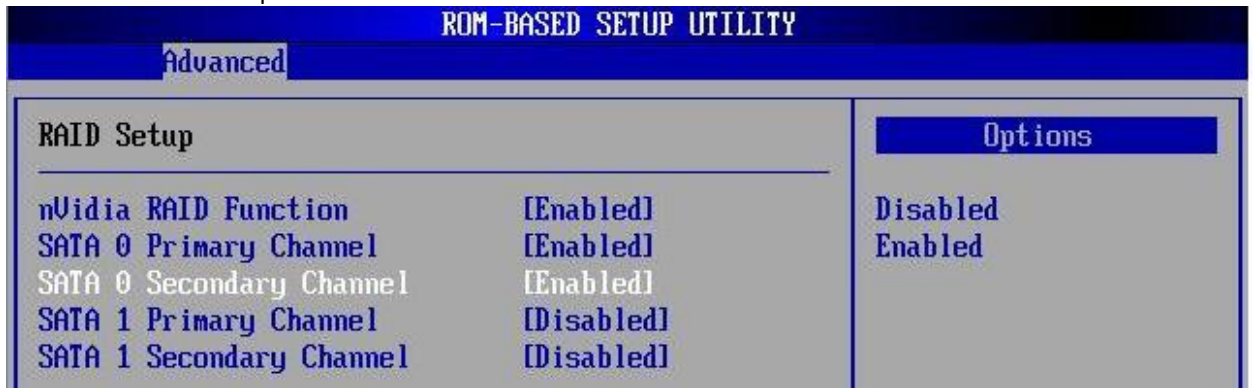 ROM-BASED SETUP UTILITY
Advanced
RAID Setup
Options
nVidia RAID Function [Enabled]
SATA 0 Primary Channel [Enabled]
SATA 0 Secondary Channel [Enabled]
SATA 1 Primary Channel [Disabled]
SATA 1 Secondary Channel [Disabled]
Disabled
Enabled